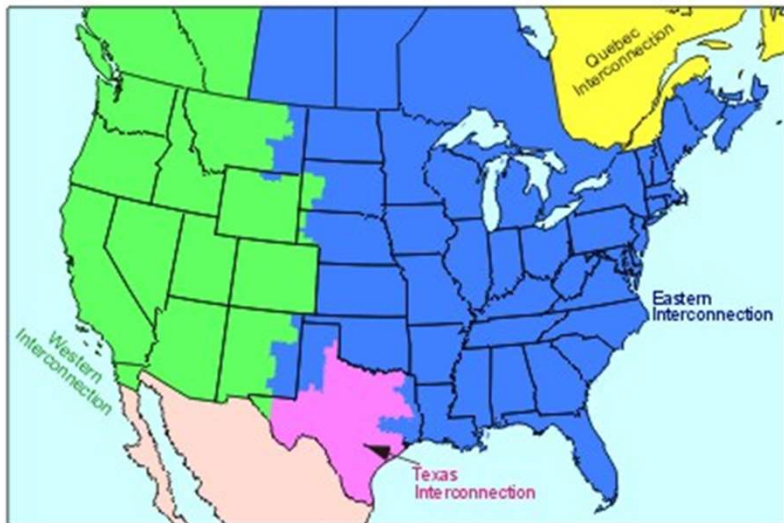 Quebec
Interconnection
Eastern
Interconnection
Western
Interconnection
Texas
Interconnection